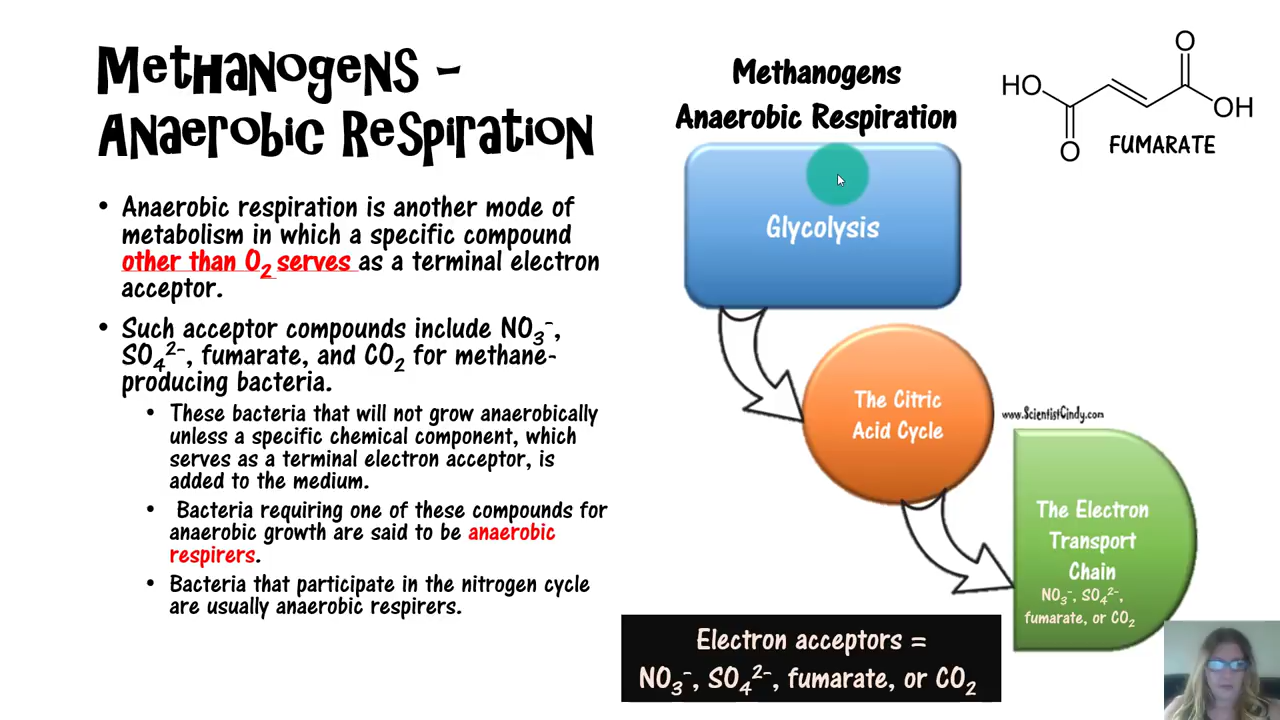 Methanogens –
Anaerobic Respiration
• Anaerobic respiration is another mode of
metabolism in which a specific compound
other than O₂ serves as a terminal electron
acceptor.
• Such acceptor compounds include NO₃⁻,
SO₄²⁻, fumarate, and CO₂ for methane-
producing bacteria.
• These bacteria that will not grow anaerobically
unless a specific chemical component, which
serves as a terminal electron acceptor, is
added to the medium.
• Bacteria requiring one of these compounds for
anaerobic growth are said to be anaerobic
respirers.
• Bacteria that participate in the nitrogen cycle
are usually anaerobic respirers.
Methanogens
Anaerobic Respiration
Glycolysis
The Citric
Acid Cycle
www.ScientistCindy.com
The Electron
Transport
Chain
NO₃⁻, SO₄²⁻,
fumarate, or CO₂
Electron acceptors =
NO₃⁻, SO₄²⁻, fumarate, or CO₂
O
HO
OH
O
FUMARATE